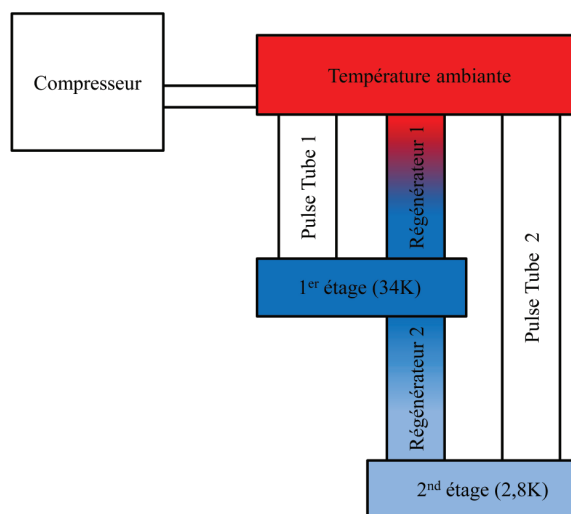 Compresseur
Température ambiante
Pulse Tube 1
Régénérateur 1
Pulse Tube 2
1er étage (34K)
Régénérateur 2
2nd étage (2,8K)